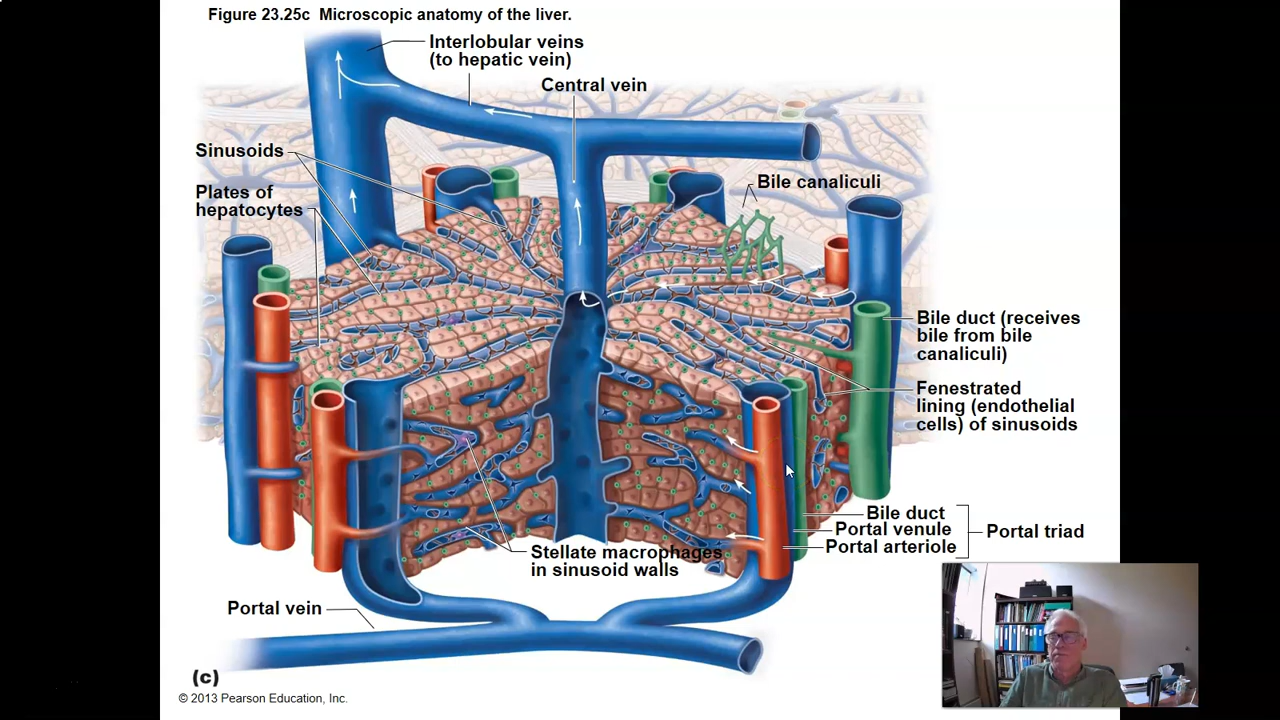 Figure 23.25c  Microscopic anatomy of the liver.
Interlobular veins
(to hepatic vein)
Central vein
Sinusoids
Plates of
hepatocytes
Bile canaliculi
Bile duct (receives
bile from bile
canaliculi)
Fenestrated
lining (endothelial
cells) of sinusoids
Bile duct
Portal venule
Portal arteriole
Portal triad
Stellate macrophages
in sinusoid walls
Portal vein
(c)
© 2013 Pearson Education, Inc.